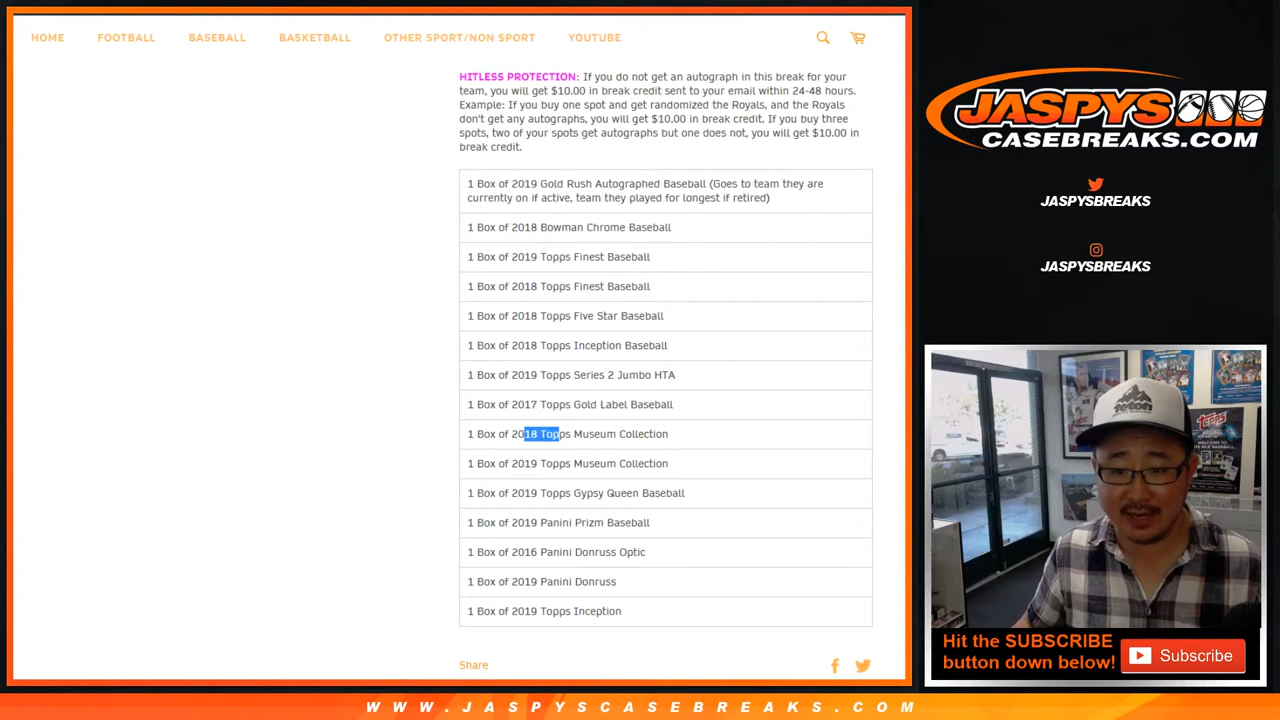 HOME FOOTBALL BASEBALL BASKETBALL OTHER SPORT/NON SPORT YOUTUBE
HITLESS PROTECTION: If you do not get an autograph in this break for your
team, you will get $10.00 in break credit sent to your email within 24-48 hours.
Example: If you buy one spot and get randomized the Royals, and the Royals
don't get any autographs, you will get $10.00 in break credit. If you buy three
spots, two of your spots get autographs but one does not, you will get $10.00 in
break credit.
1 Box of 2019 Gold Rush Autographed Baseball (Goes to team they are
currently on if active, team they played for longest if retired)
1 Box of 2018 Bowman Chrome Baseball
1 Box of 2019 Topps Finest Baseball
1 Box of 2018 Topps Finest Baseball
1 Box of 2018 Topps Five Star Baseball
1 Box of 2018 Topps Inception Baseball
1 Box of 2019 Topps Series 2 Jumbo HTA
1 Box of 2017 Topps Gold Label Baseball
1 Box of 2018 Topps Museum Collection
1 Box of 2019 Topps Museum Collection
1 Box of 2019 Topps Gypsy Queen Baseball
1 Box of 2019 Panini Prizm Baseball
1 Box of 2016 Panini Donruss Optic
1 Box of 2019 Panini Donruss
1 Box of 2019 Topps Inception
Share
JASPYS
CASEBREAKS.COM
JASPYSBREAKS
JASPYSBREAKS
TOPPS
Hit the SUBSCRIBE
button down below!
Subscribe
WWW.JASPYSCASEBREAKS.COM